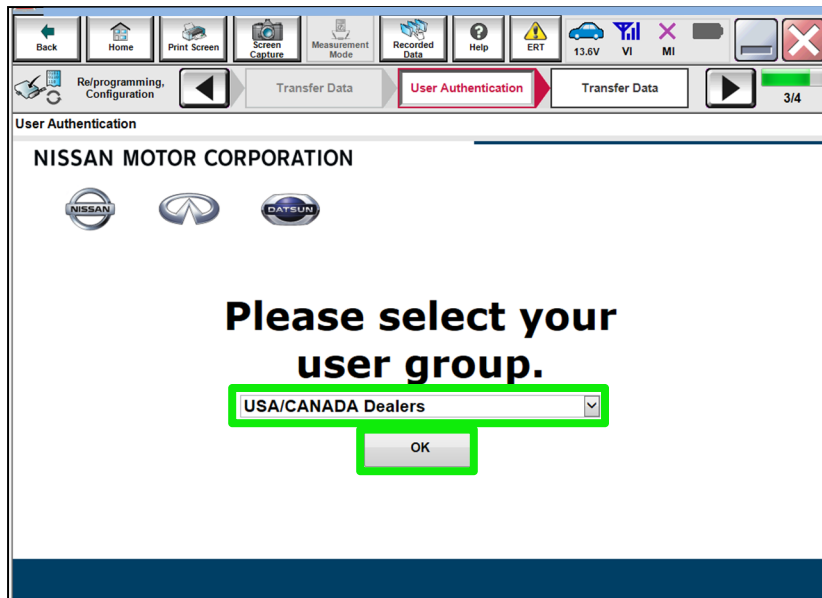 Back
Home
Print Screen
Screen
Capture
Measurement
Mode
Recorded
Data
Help
ERT
13.6V
VI
MI
Re/programming,
Configuration
Transfer Data
User Authentication
Transfer Data
3/4
User Authentication
NISSAN MOTOR CORPORATION
NISSAN
DATSUN
Please select your
user group.
USA/CANADA Dealers
OK